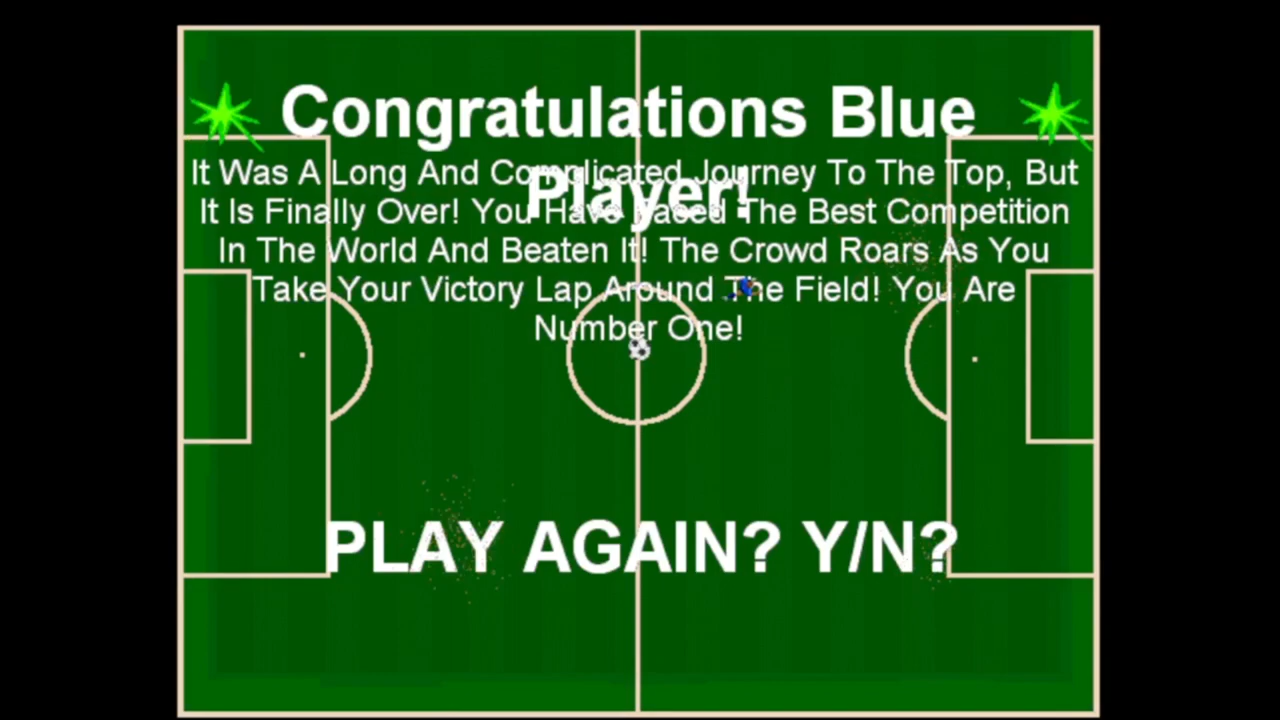 Congratulations Blue
Player!
It Was A Long And Complicated Journey To The Top, But
It Is Finally Over! You Have Faced The Best Competition
In The World And Beaten It! The Crowd Roars As You
Take Your Victory Lap Around The Field! You Are
Number One!
PLAY AGAIN? Y/N?